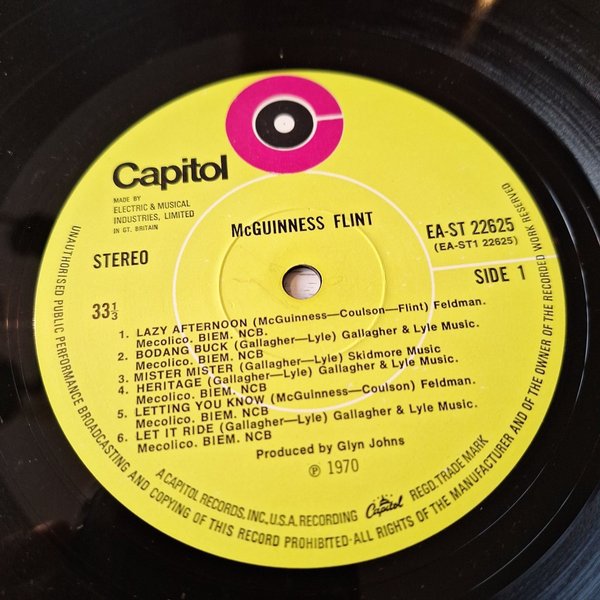 Capitol
MADE BY
ELECTRIC & MUSICAL
INDUSTRIES, LIMITED
IN GT. BRITAIN
McGUINNESS FLINT
EA-ST 22625
(EA-ST1 22625)
STEREO
SIDE 1
33⅓
1. LAZY AFTERNOON (McGuinness—Coulson—Flint) Feldman.
Mecolico. BIEM. NCB.
2. BODANG BUCK (Gallagher—Lyle) Gallagher & Lyle Music.
Mecolico. BIEM. NCB.
3. MISTER MISTER (Gallagher—Lyle) Skidmore Music
4. HERITAGE (Gallagher—Lyle) Gallagher & Lyle Music.
Mecolico. BIEM. NCB
5. LETTING YOU KNOW (McGuinness—Coulson) Feldman.
Mecolico. BIEM. NCB
6. LET IT RIDE (Gallagher—Lyle) Gallagher & Lyle Music.
Mecolico. BIEM. NCB
Produced by Glyn Johns
℗ 1970
A CAPITOL RECORDS, INC., U.S.A. RECORDING Capitol REGD. TRADE MARK
UNAUTHORISED PUBLIC PERFORMANCE BROADCASTING AND COPYING OF THIS RECORD PROHIBITED-ALL RIGHTS OF THE MANUFACTURER AND OF THE OWNER OF THE RECORDED WORK RESERVED